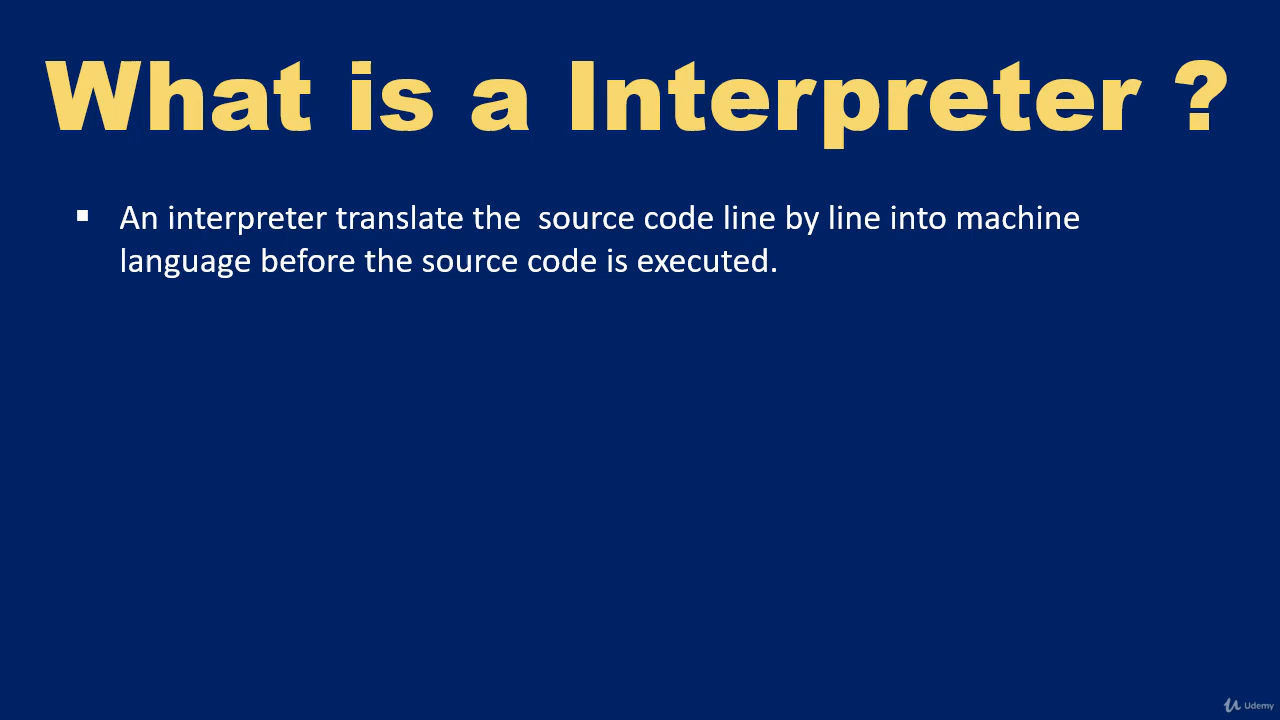 What is a Interpreter ?
▪ An interpreter translate the  source code line by line into machine
language before the source code is executed.
Udemy